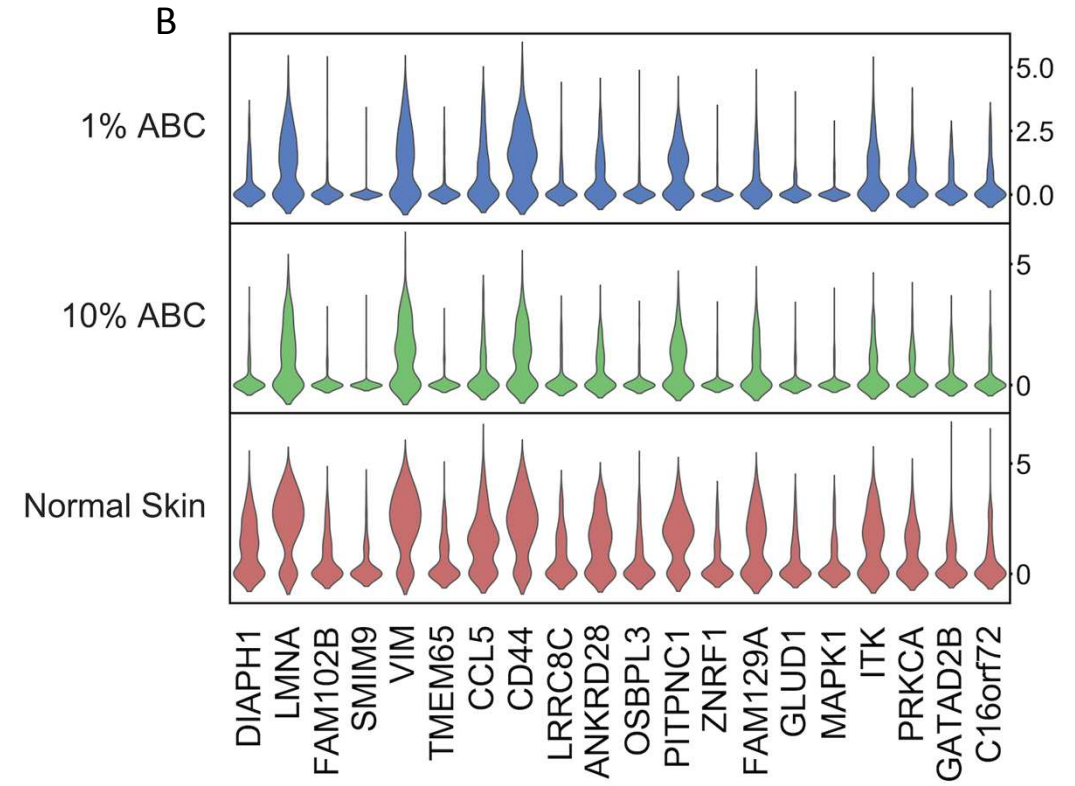 B
1% ABC
5.0
2.5
0.0
10% ABC
5
0
Normal Skin
5
0
DIAPH1
LMNA
FAM102B
SMIM9
VIM
TMEM65
CCL5
CD44
LRRC8C
ANKRD28
OSBPL3
PITPNC1
ZNRF1
FAM129A
GLUD1
MAPK1
ITK
PRKCA
GATAD2B
C16orf72